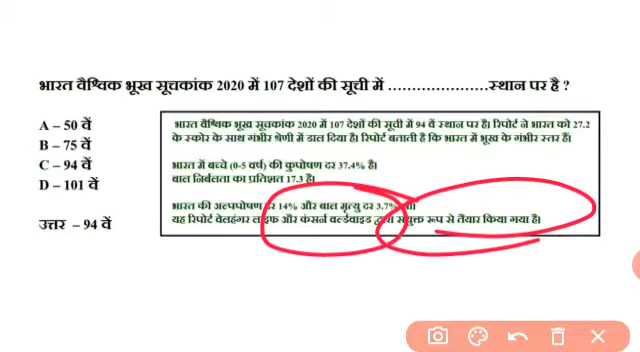 भारत वैश्विक भूख सूचकांक 2020 में 107 देशों की सूची में .....................स्थान पर है ?
A – 50 वें
B – 75 वें
C – 94 वें
D – 101 वें
उत्तर – 94 वें
भारत वैश्विक भूख सूचकांक 2020 में 107 देशों की सूची में 94 वें स्थान पर है। रिपोर्ट ने भारत को 27.2
के स्कोर के साथ गंभीर श्रेणी में डाल दिया है। रिपोर्ट बताती है कि भारत में भूख के गंभीर स्तर हैं।
भारत में बच्चे (0-5 वर्ष) की कुपोषण दर 37.4% है।
बाल निर्बलता का प्रतिशत 17.3 है।
भारत की अल्पपोषण दर 14% और बाल मृत्यु दर 3.7%
यह रिपोर्ट वेलहंगर लाइफ और कंसर्न वर्ल्डवाइड द्वारा संयुक्त रूप से तैयार किया गया है।